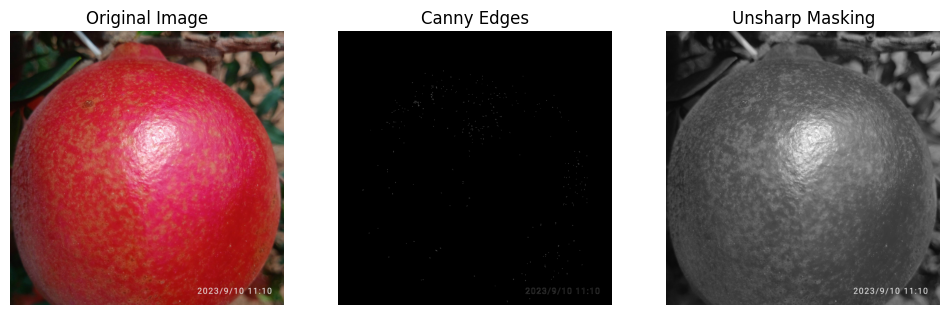 Original Image
Canny Edges
Unsharp Masking
2023/9/10 11:10
2023/9/10 11:10
2023/9/10 11:10